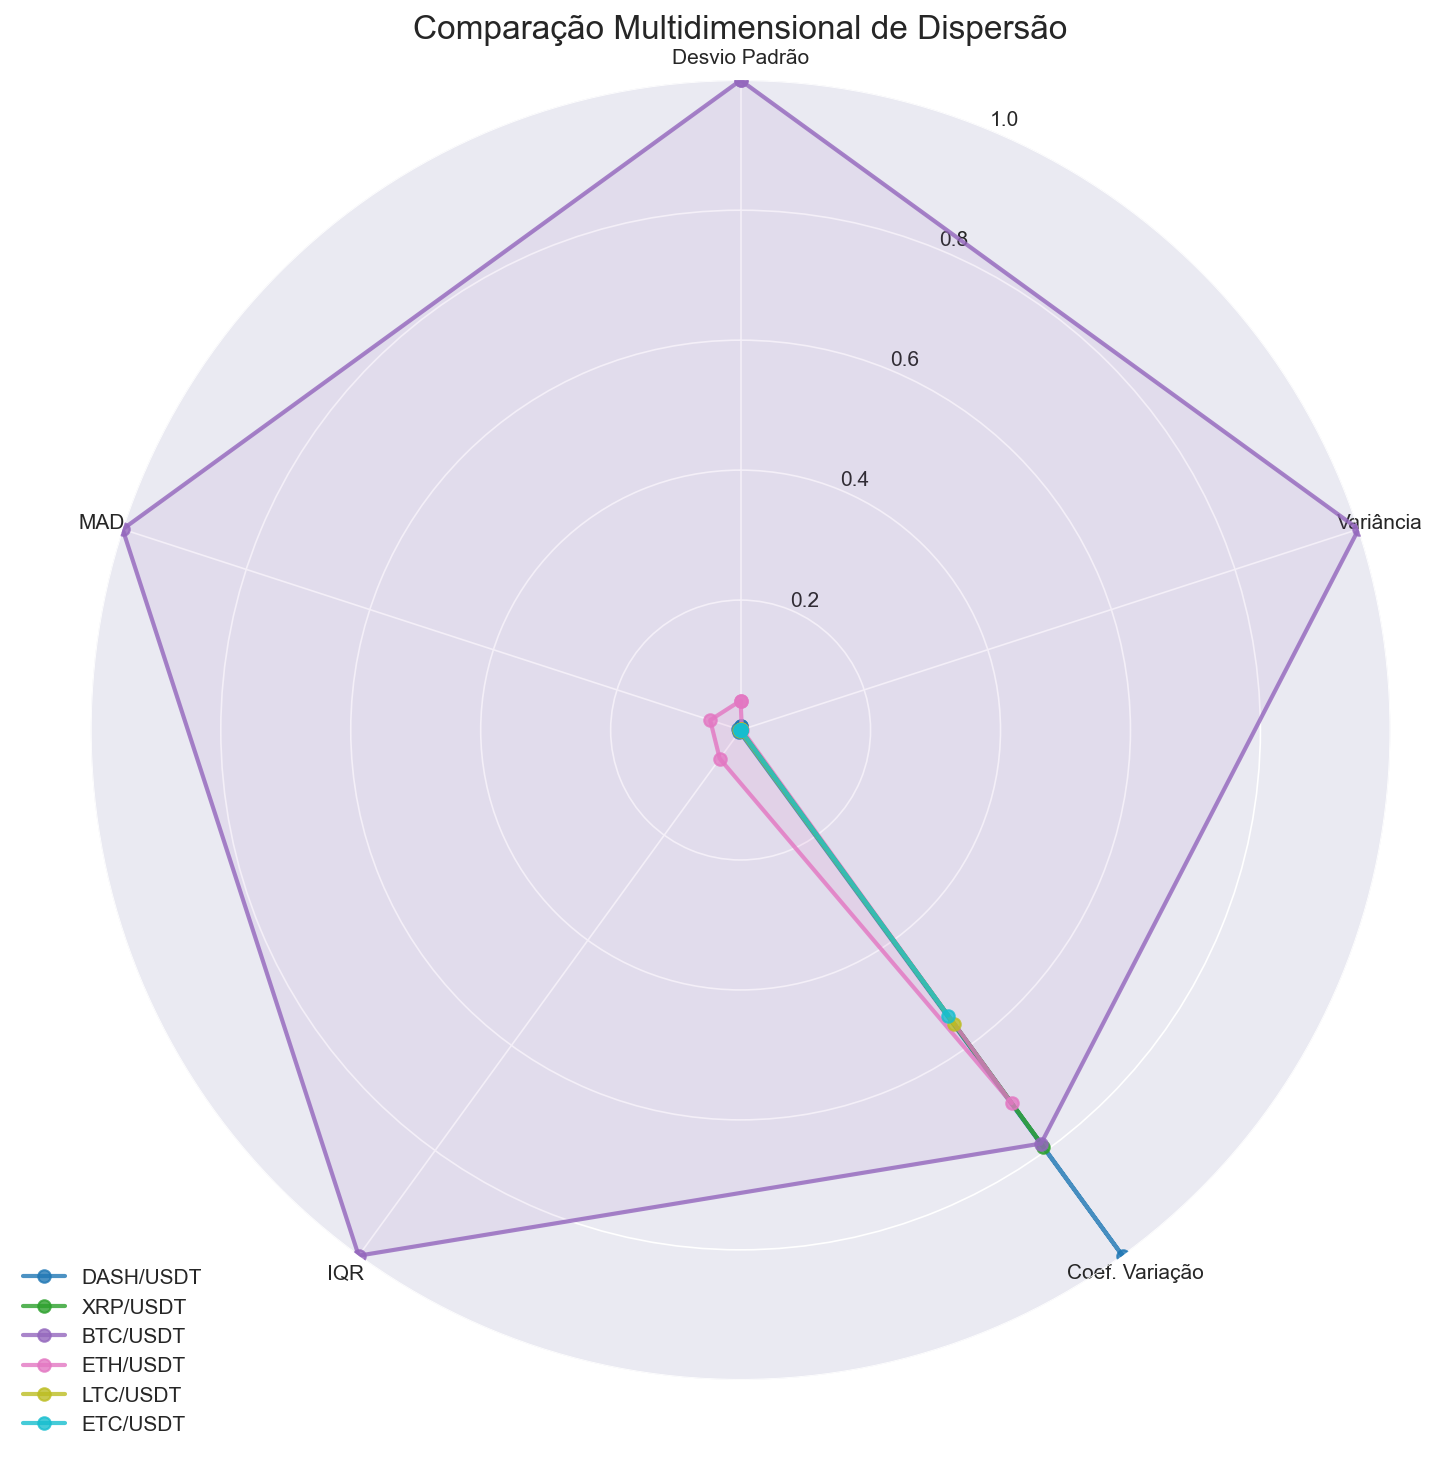 Comparação Multidimensional de Dispersão
Desvio Padrão
1.0
0.8
0.6
0.4
0.2
MAD
Variância
IQR
Coef. Variação
DASH/USDT
XRP/USDT
BTC/USDT
ETH/USDT
LTC/USDT
ETC/USDT